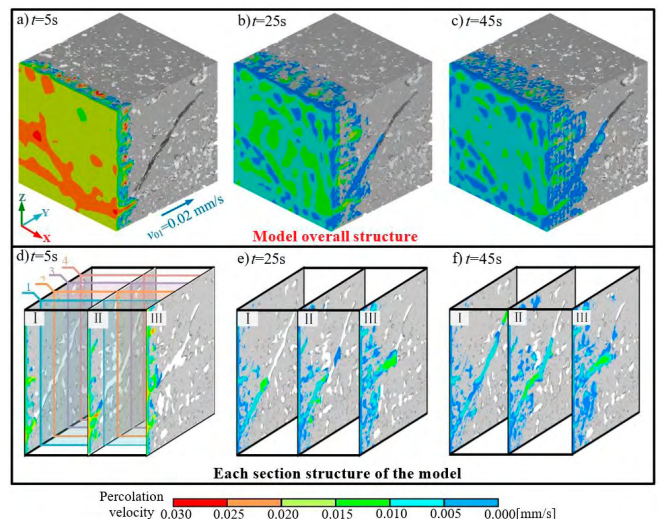 a) t=5s
b) t=25s
c) t=45s
Z
Y
X
v01=0.02 mm/s
Model overall structure
d) t=5s
e) t=25s
f) t=45s
4
3
2
1
I II III
I II III
I II III
Each section structure of the model
Percolation
velocity
0.030 0.025 0.020 0.015 0.010 0.005 0.000[mm/s]